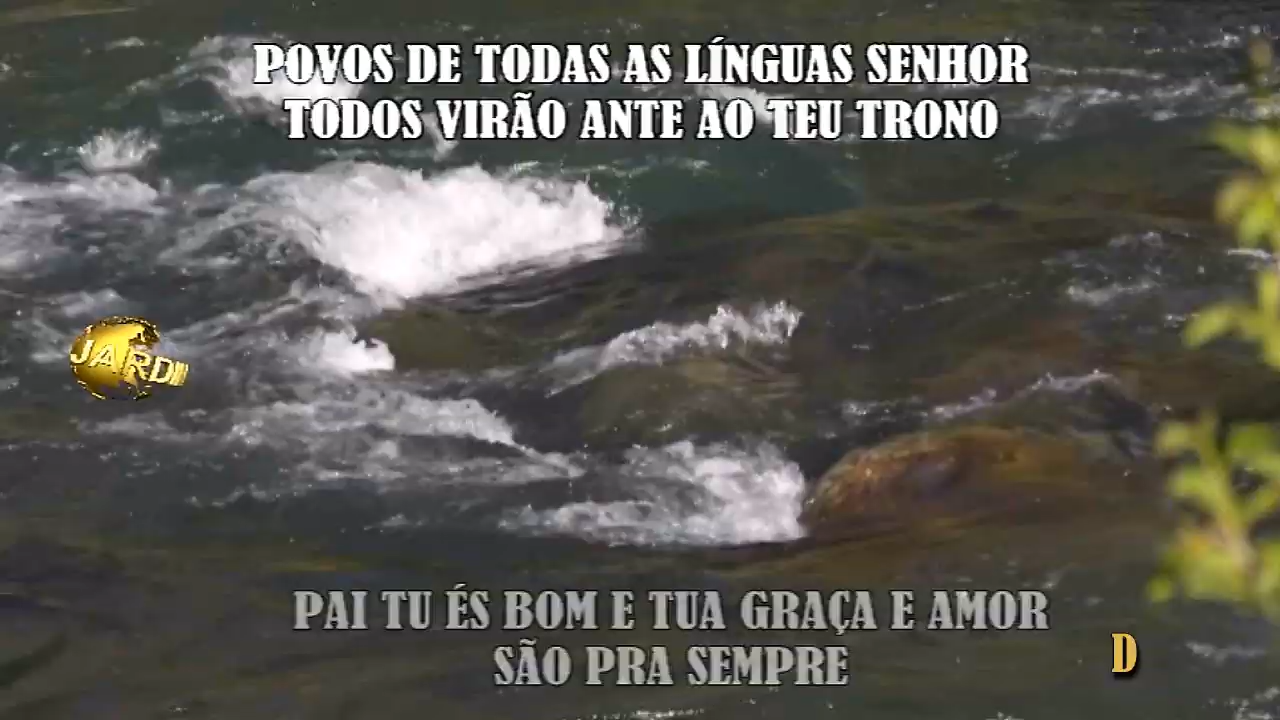 POVOS DE TODAS AS LÍNGUAS SENHOR
TODOS VIRÃO ANTE AO TEU TRONO
JARDI
PAI TU ÉS BOM E TUA GRAÇA E AMOR
SÃO PRA SEMPRE
D